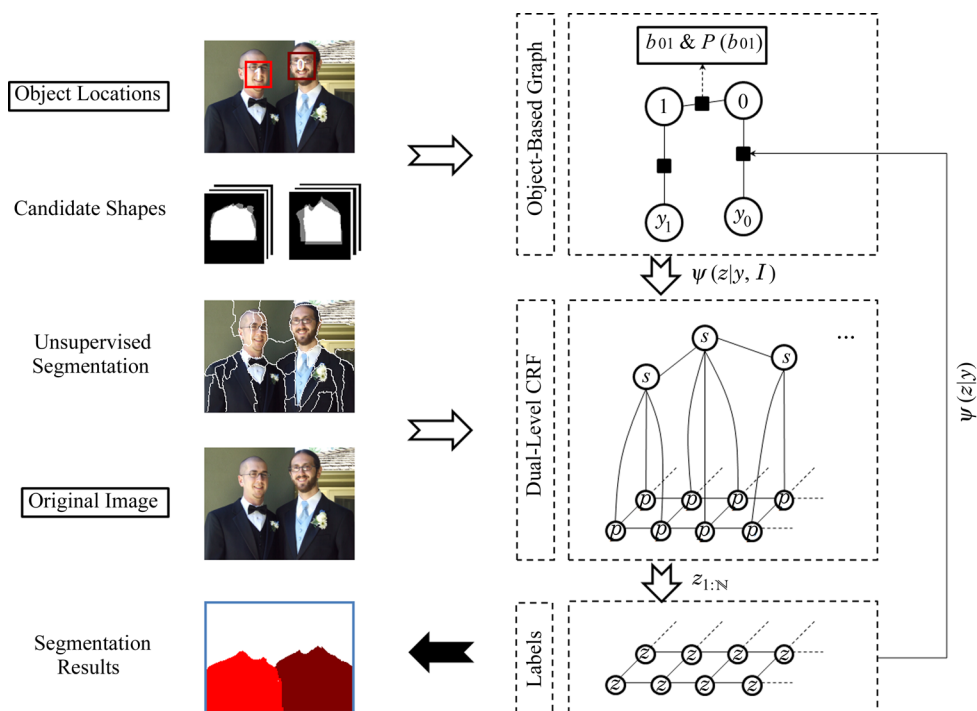 Object Locations
Candidate Shapes
Unsupervised
Segmentation
Original Image
Segmentation
Results
Object-Based Graph
b01 & P (b01)
1
0
y1
y0
ψ (z|y, I)
Dual-Level CRF
s
s
s
...
p p p p
p p p p
z1:ℕ
Labels
z z z z
z z z z
ψ (z|y)